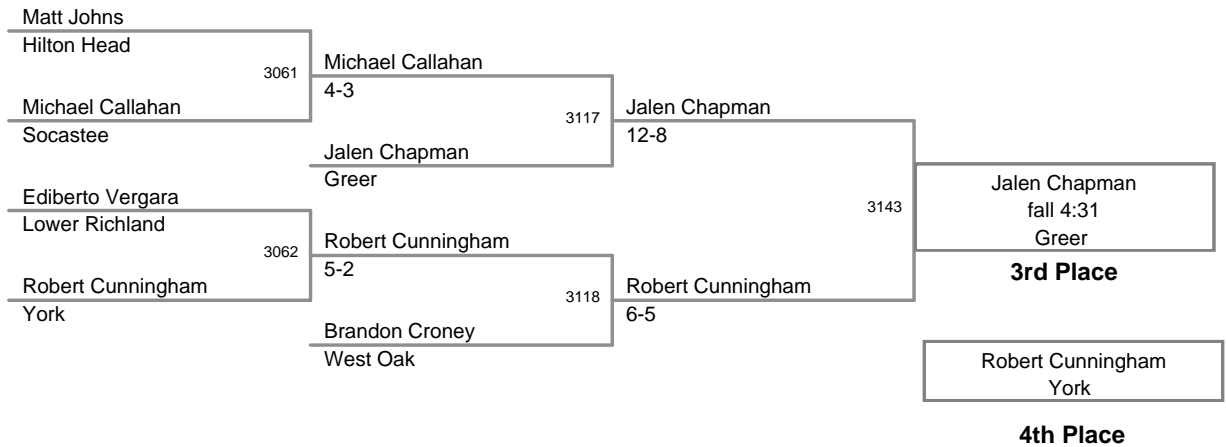 Matt Johns
Hilton Head
3061
Michael Callahan
4-3
Michael Callahan
Socastee
3117
Jalen Chapman
12-8
Jalen Chapman
Greer
Ediberto Vergara
Lower Richland
3062
Robert Cunningham
5-2
Robert Cunningham
York
3118
Robert Cunningham
6-5
Brandon Croney
West Oak
3143
Jalen Chapman
fall 4:31
Greer
3rd Place
Robert Cunningham
York
4th Place